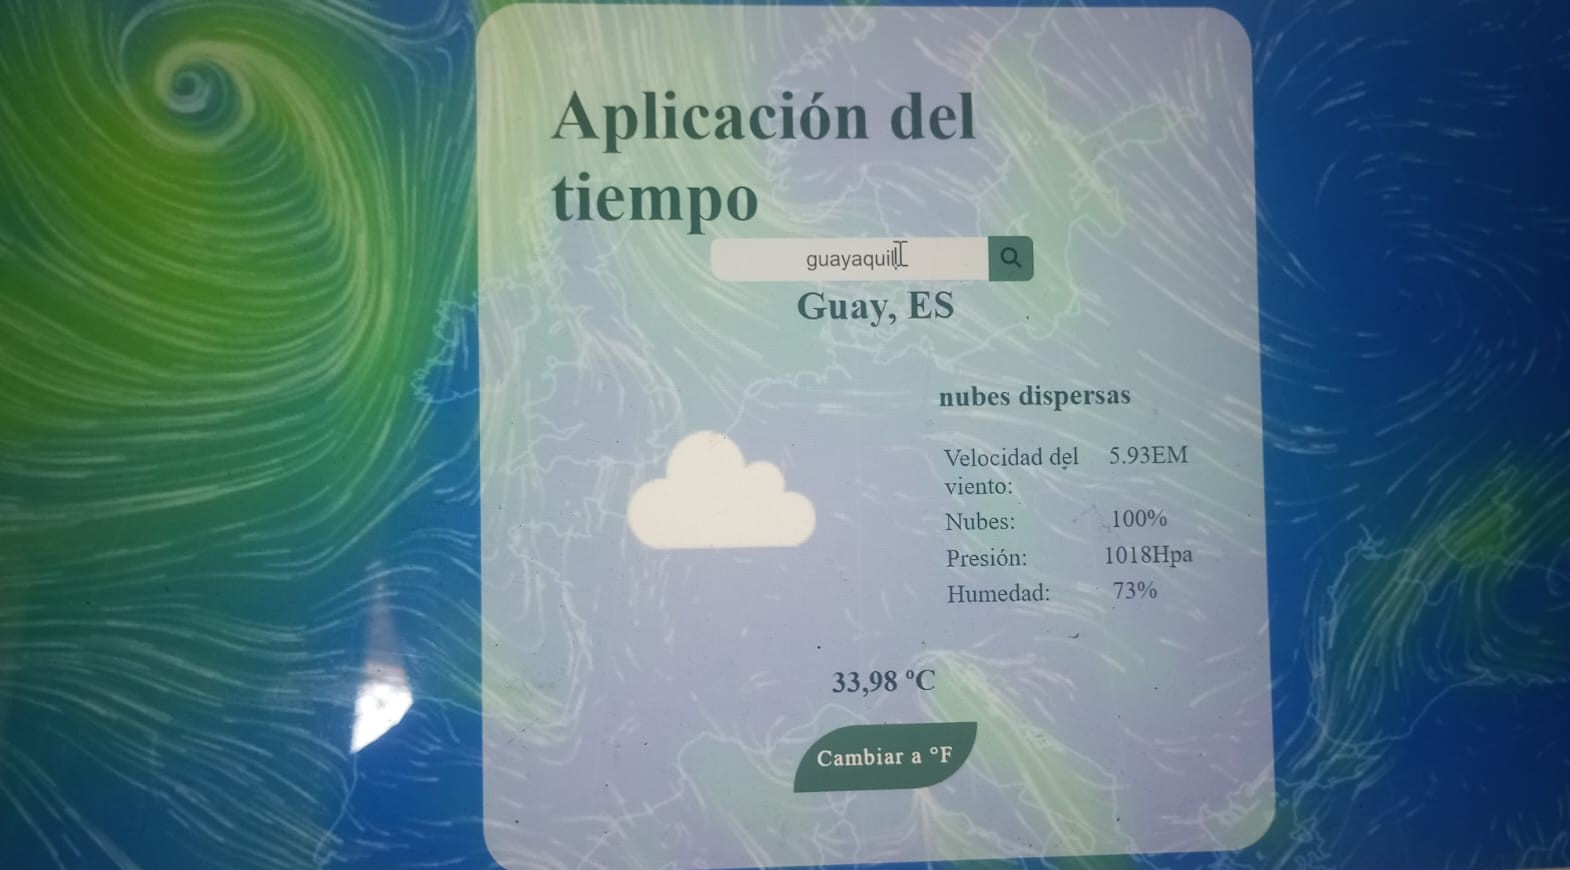 Aplicación del
tiempo
guayaquil
Guay, ES
nubes dispersas
Velocidad del viento: 5.93EM
Nubes: 100%
Presión: 1018Hpa
Humedad: 73%
33,98 ºC
Cambiar a °F